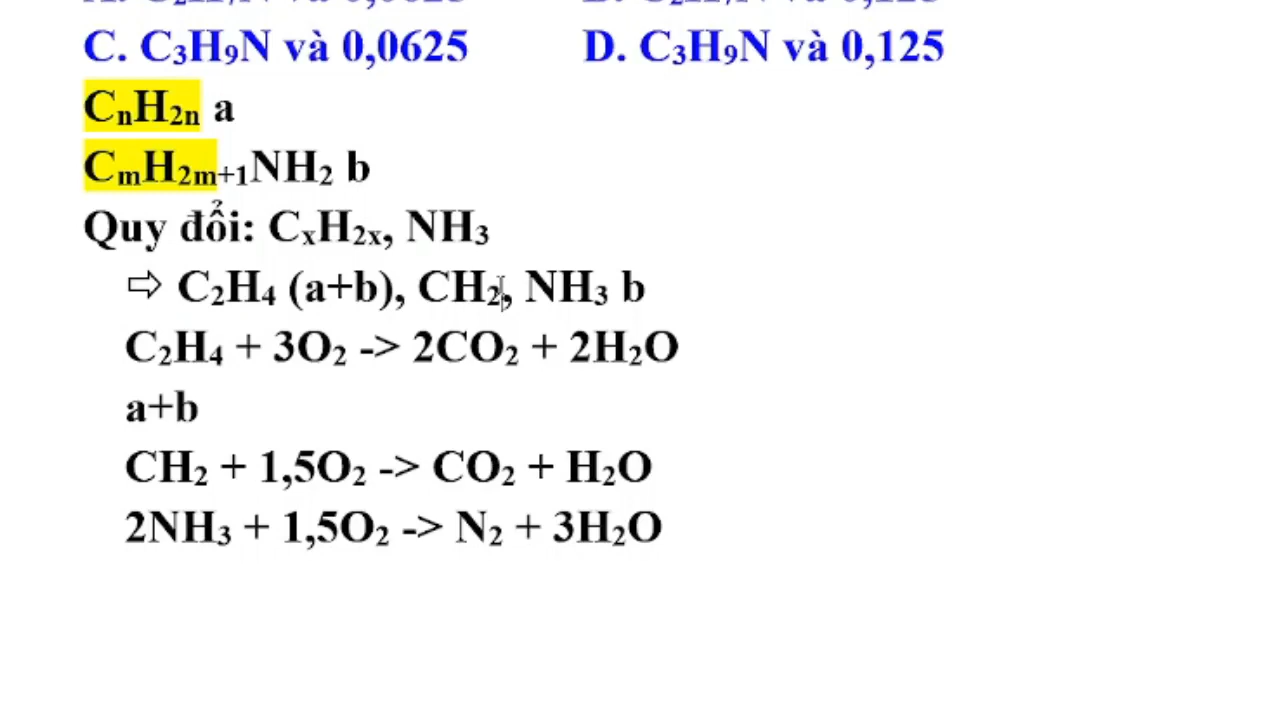 C. C₃H₉N và 0,0625 D. C₃H₉N và 0,125
CₙH₂ₙ a
CₘH₂ₘ₊₁NH₂ b
Quy đổi: CₓH₂ₓ, NH₃
⇨ C₂H₄ (a+b), CH₂, NH₃ b
C₂H₄ + 3O₂ -> 2CO₂ + 2H₂O
a+b
CH₂ + 1,5O₂ -> CO₂ + H₂O
2NH₃ + 1,5O₂ -> N₂ + 3H₂O